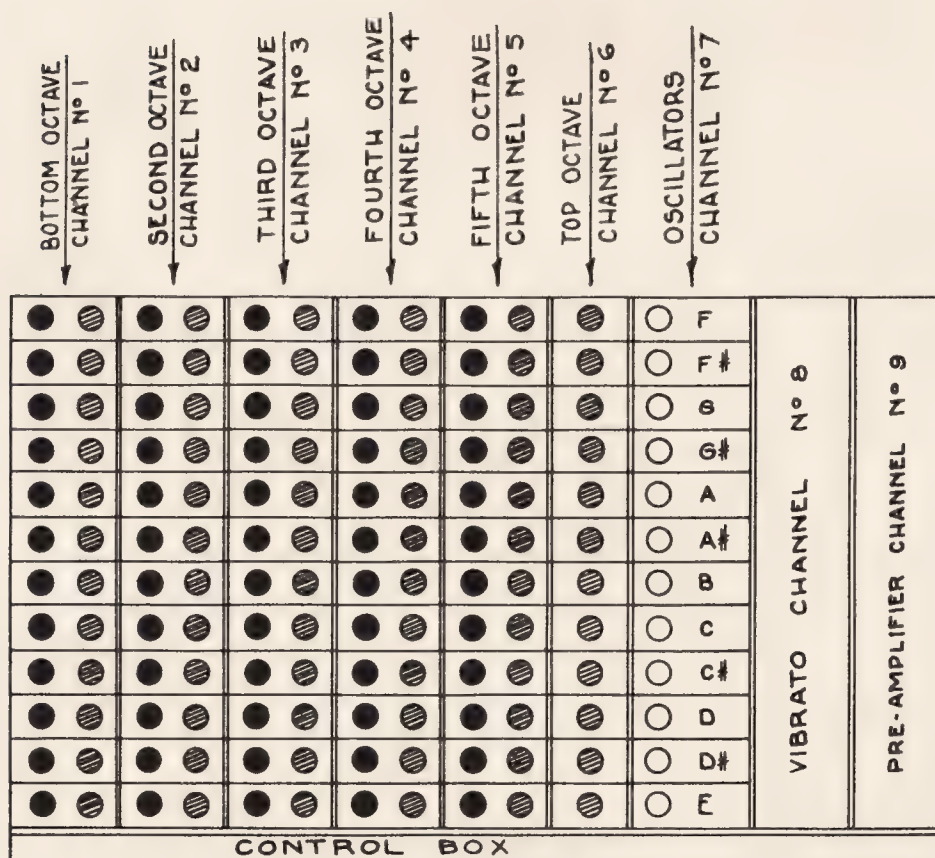 BOTTOM OCTAVE
CHANNEL Nº 1
SECOND OCTAVE
CHANNEL Nº 2
THIRD OCTAVE
CHANNEL Nº 3
FOURTH OCTAVE
CHANNEL Nº 4
FIFTH OCTAVE
CHANNEL Nº 5
TOP OCTAVE
CHANNEL Nº 6
OSCILLATORS
CHANNEL Nº 7
F
F#
G
G#
A
A#
B
C
C#
D
D#
E
VIBRATO CHANNEL Nº 8
PRE-AMPLIFIER CHANNEL Nº 9
CONTROL BOX